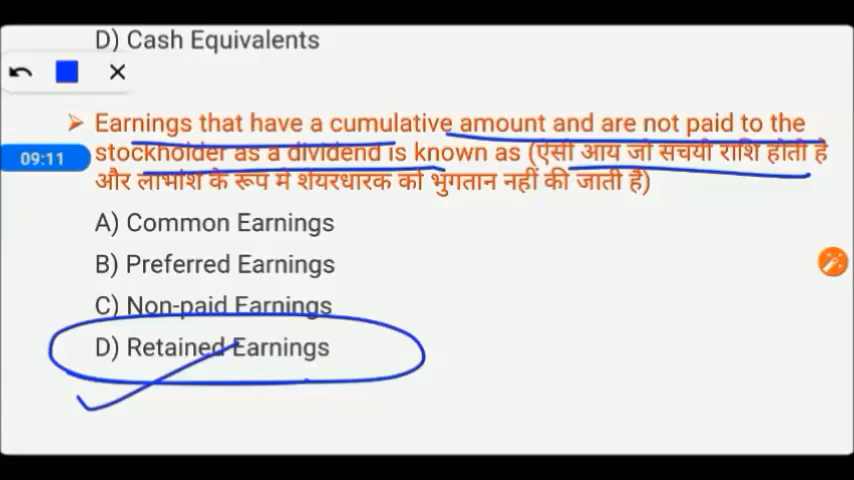 D) Cash Equivalents
➤ Earnings that have a cumulative amount and are not paid to the
09:11
stockholder as a dividend is known as (ऐसी आय जो संचयी राशि होती है
और लाभांश के रूप में शेयरधारक को भुगतान नहीं की जाती है)
A) Common Earnings
B) Preferred Earnings
C) Non-paid Earnings
D) Retained Earnings